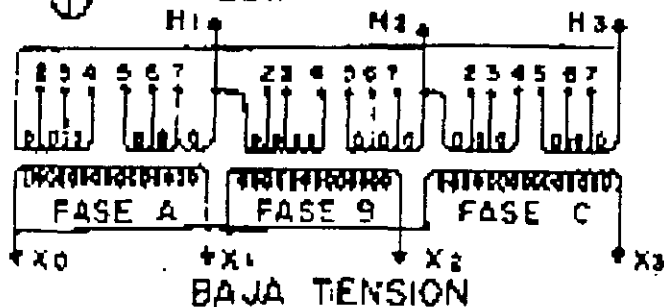 H1 H2 H3
2 3 4 5 6 7 2 3 4 5 6 7 2 3 4 5 6 7
FASE A FASE B FASE C
X0 X1 X2 X3
BAJA TENSION